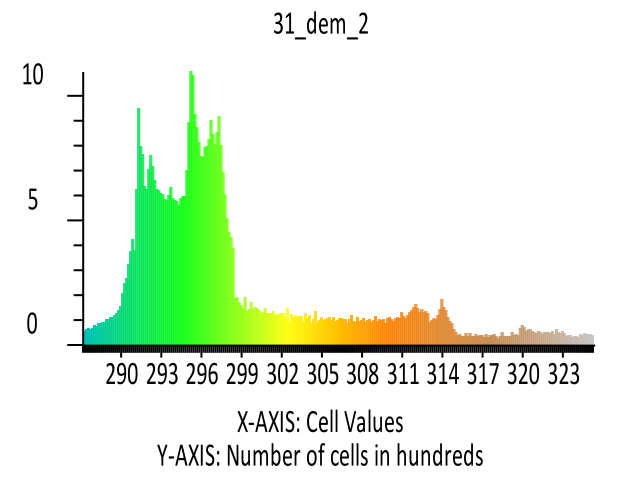 31_dem_2
10
5
0
290 293 296 299 302 305 308 311 314 317 320 323
X-AXIS: Cell Values
Y-AXIS: Number of cells in hundreds